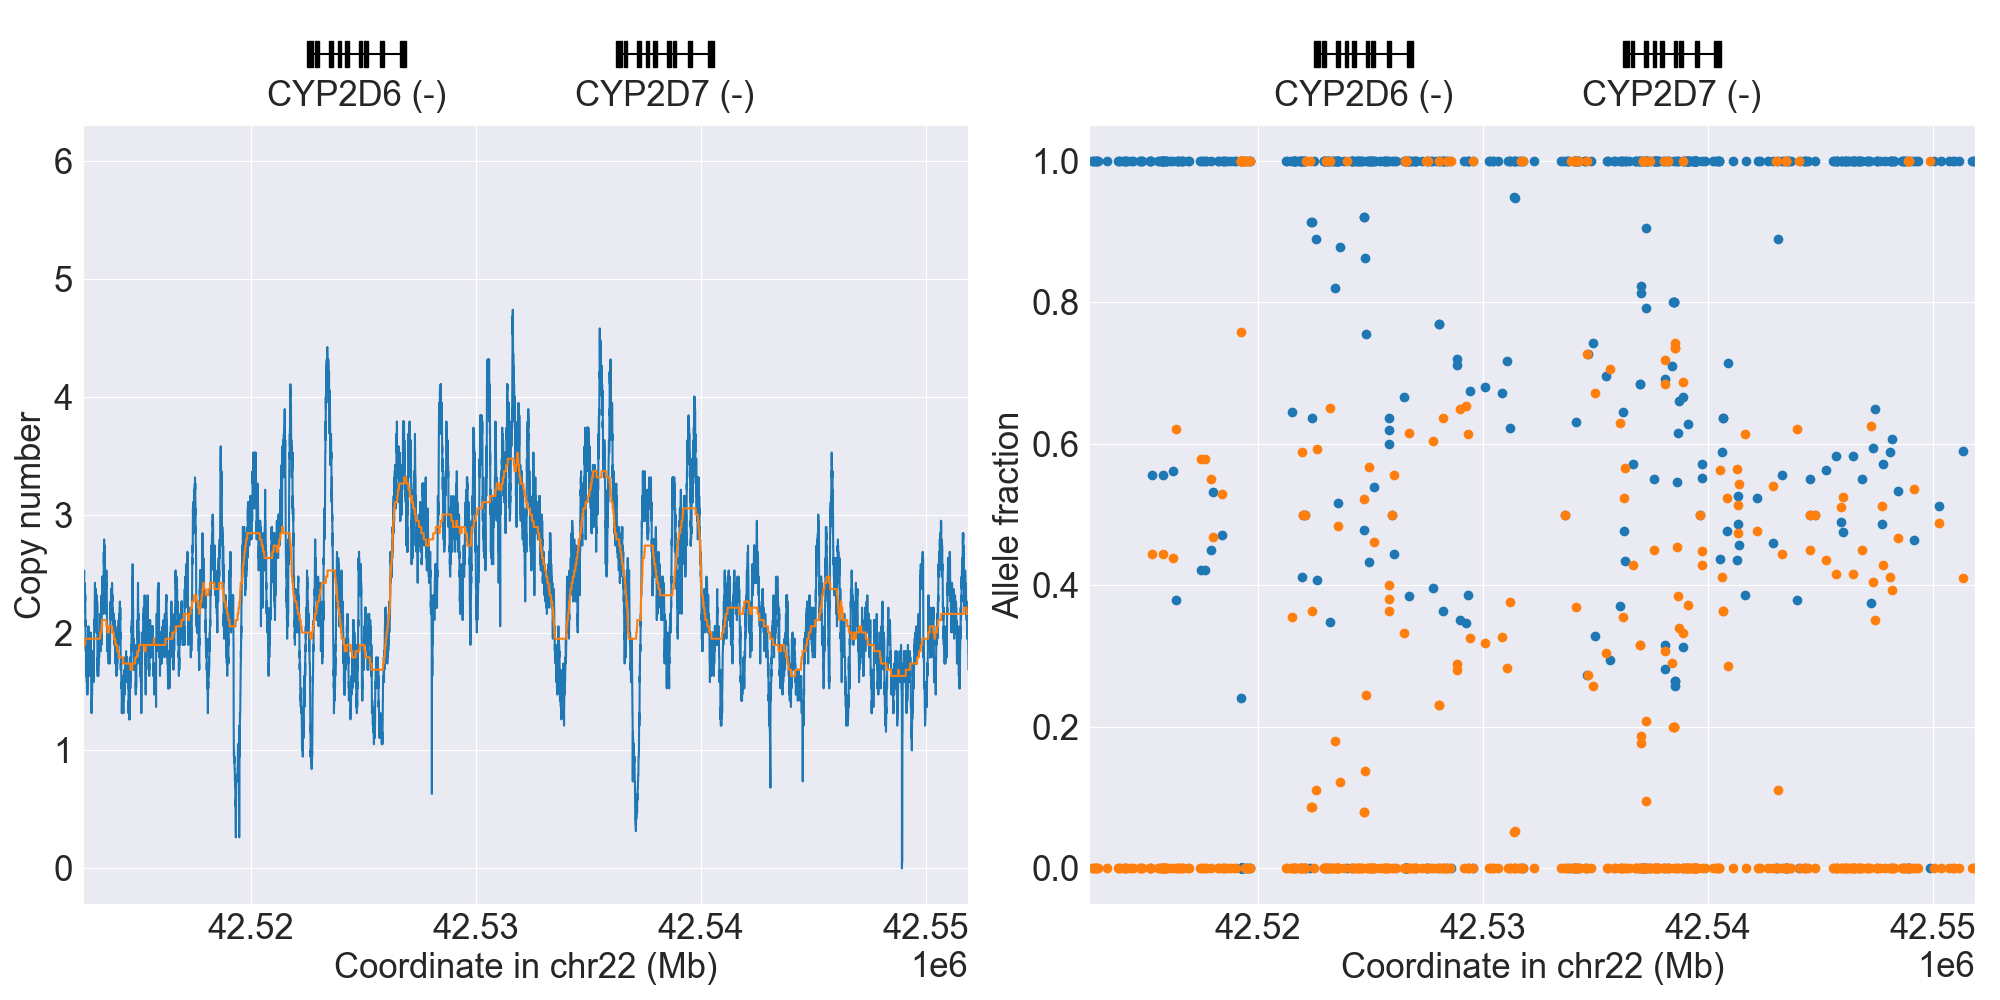 CYP2D6 (-)
CYP2D7 (-)
6
5
4
3
2
1
0
Copy number
42.52
42.53
42.54
42.55
Coordinate in chr22 (Mb)
1e6
CYP2D6 (-)
CYP2D7 (-)
1.0
0.8
0.6
0.4
0.2
0.0
Allele fraction
42.52
42.53
42.54
42.55
Coordinate in chr22 (Mb)
1e6